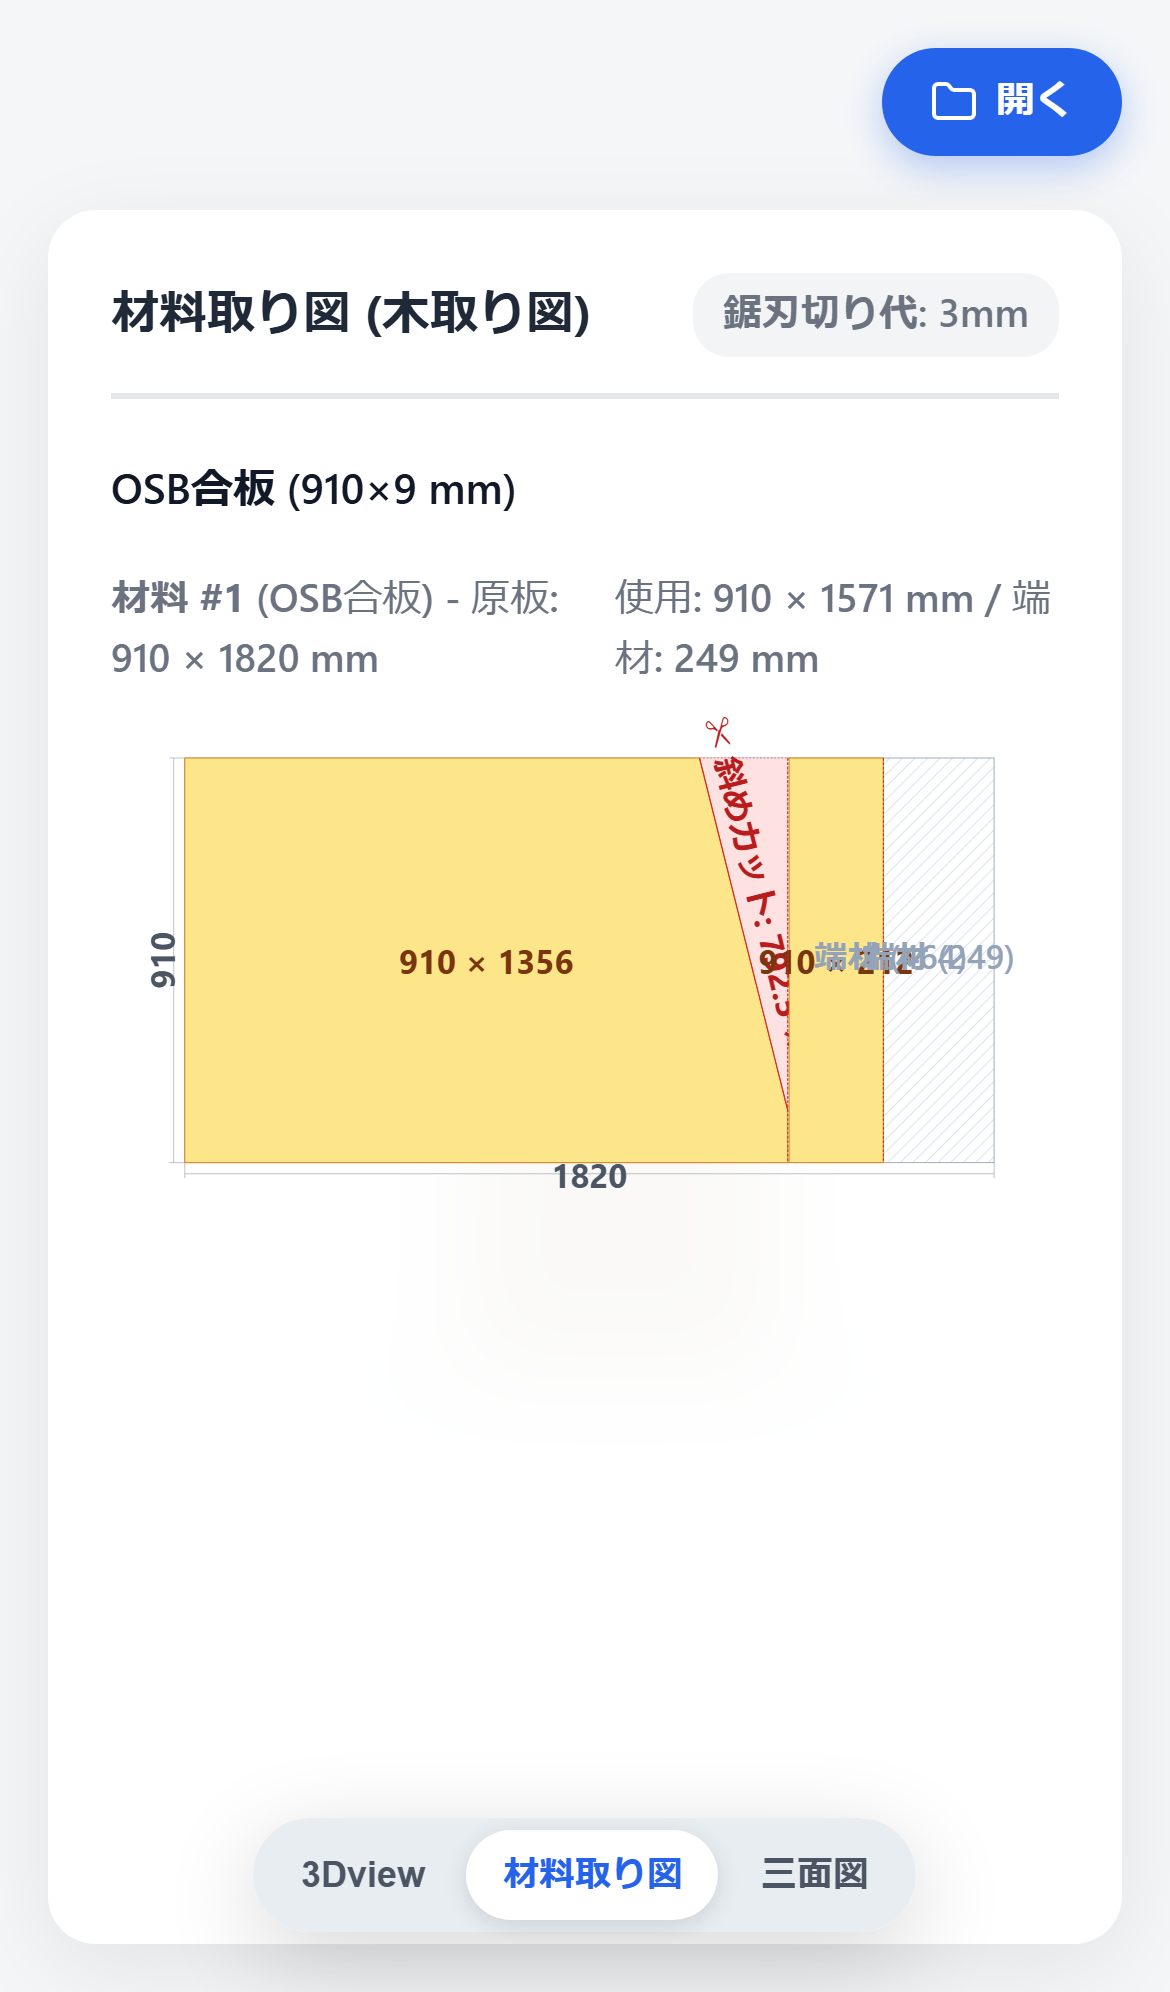 開く
材料取り図 (木取り図)
鋸刃切り代: 3mm
OSB合板 (910×9 mm)
材料 #1 (OSB合板) - 原板:
910 × 1820 mm
使用: 910 × 1571 mm / 端
材: 249 mm
斜めカット:
910
910 × 1356
910 × 212
249)
1820
3Dview
材料取り図
三面図